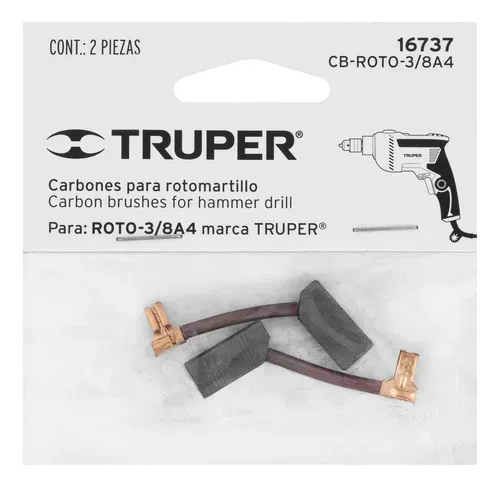 CONT.: 2 PIEZAS
16737
CB-ROTO-3/8A4
TRUPER®
TRUPER
Carbones para rotomartillo
Carbon brushes for hammer drill
Para: ROTO-3/8A4 marca TRUPER®